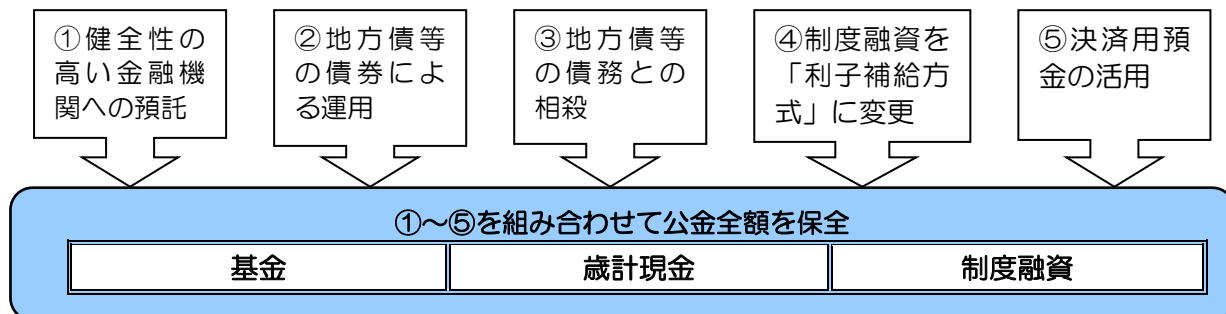 ①健全性の
高い金融機
関への預託
②地方債等
の債券によ
る運用
③地方債等
の債務との
相殺
④制度融資を
「利子補給方
式」に変更
⑤決済用預
金の活用
①～⑤を組み合わせて公金全額を保全
基金
歳計現金
制度融資